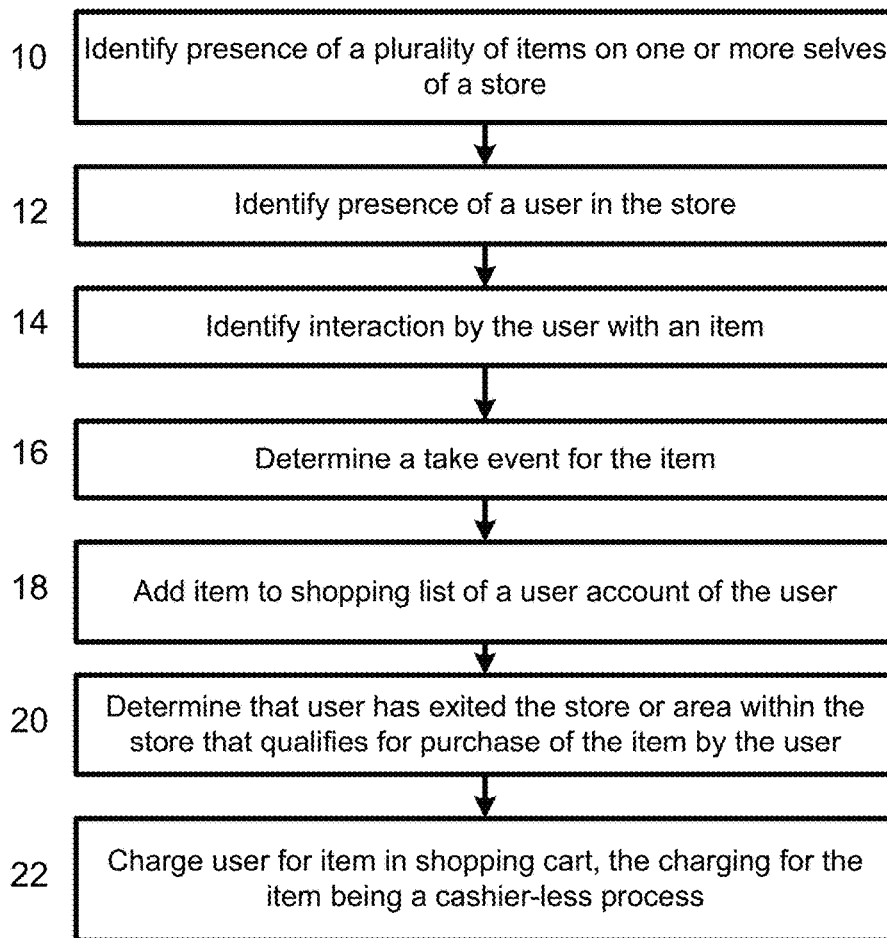 10
Identify presence of a plurality of items on one or more selves
of a store
12
Identify presence of a user in the store
14
Identify interaction by the user with an item
16
Determine a take event for the item
18
Add item to shopping list of a user account of the user
20
Determine that user has exited the store or area within the
store that qualifies for purchase of the item by the user
22
Charge user for item in shopping cart, the charging for the
item being a cashier-less process